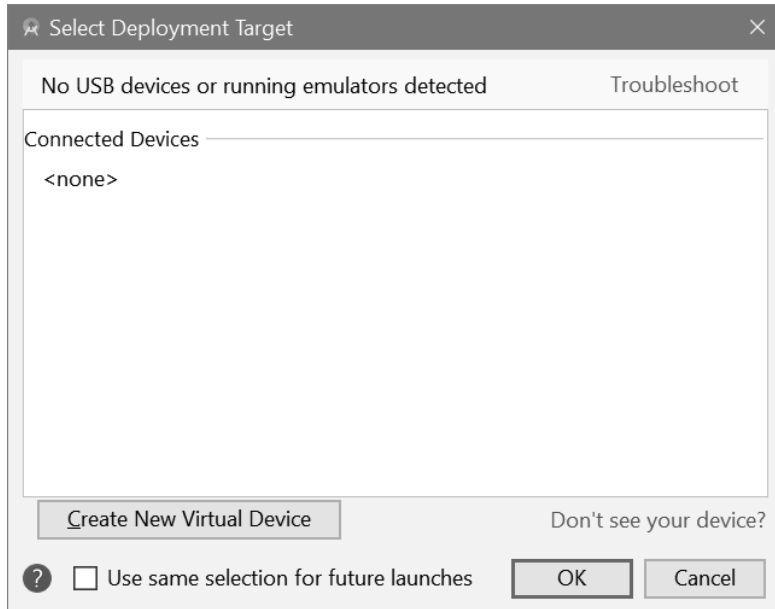 Select Deployment Target
No USB devices or running emulators detected Troubleshoot
Connected Devices
<none>
Create New Virtual Device Don't see your device?
? Use same selection for future launches OK Cancel